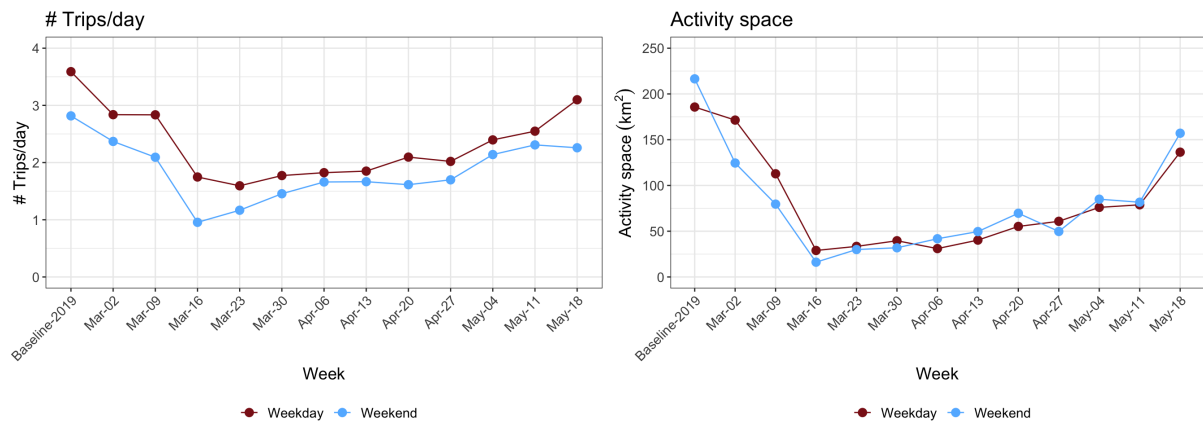 # Trips/day
# Trips/day
4
3
2
1
0
Baseline-2019
Mar-02
Mar-09
Mar-16
Mar-23
Mar-30
Apr-06
Apr-13
Apr-20
Apr-27
May-04
May-11
May-18
Week
Weekday Weekend
Activity space
Activity space (km²)
250
200
150
100
50
0
Baseline-2019
Mar-02
Mar-09
Mar-16
Mar-23
Mar-30
Apr-06
Apr-13
Apr-20
Apr-27
May-04
May-11
May-18
Week
Weekday Weekend